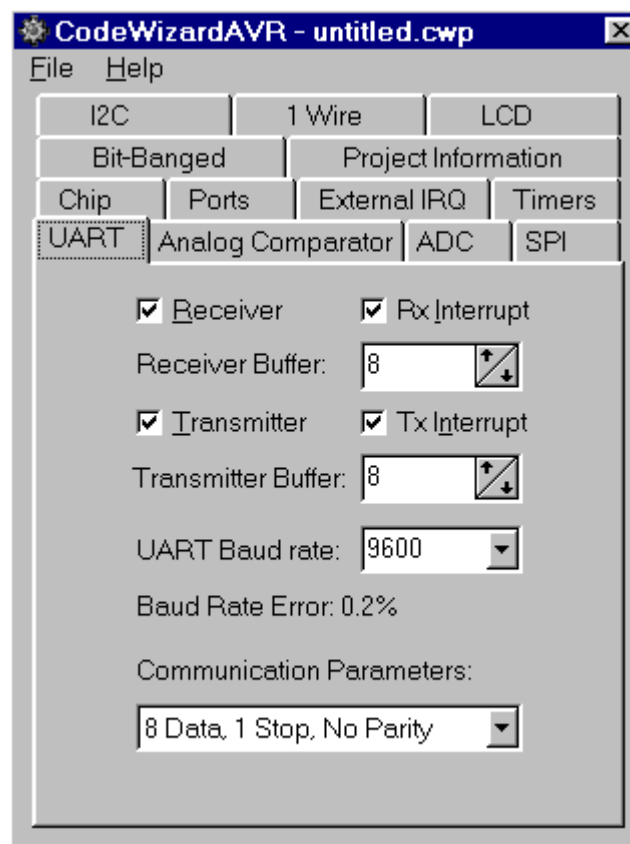 CodeWizardAVR - untitled.cwp
File Help
I2C 1 Wire LCD
Bit-Banged Project Information
Chip Ports External IRQ Timers
UART Analog Comparator ADC SPI
Receiver Rx Interrupt
Receiver Buffer: 8
Transmitter Tx Interrupt
Transmitter Buffer: 8
UART Baud rate: 9600
Baud Rate Error: 0.2%
Communication Parameters:
8 Data, 1 Stop, No Parity